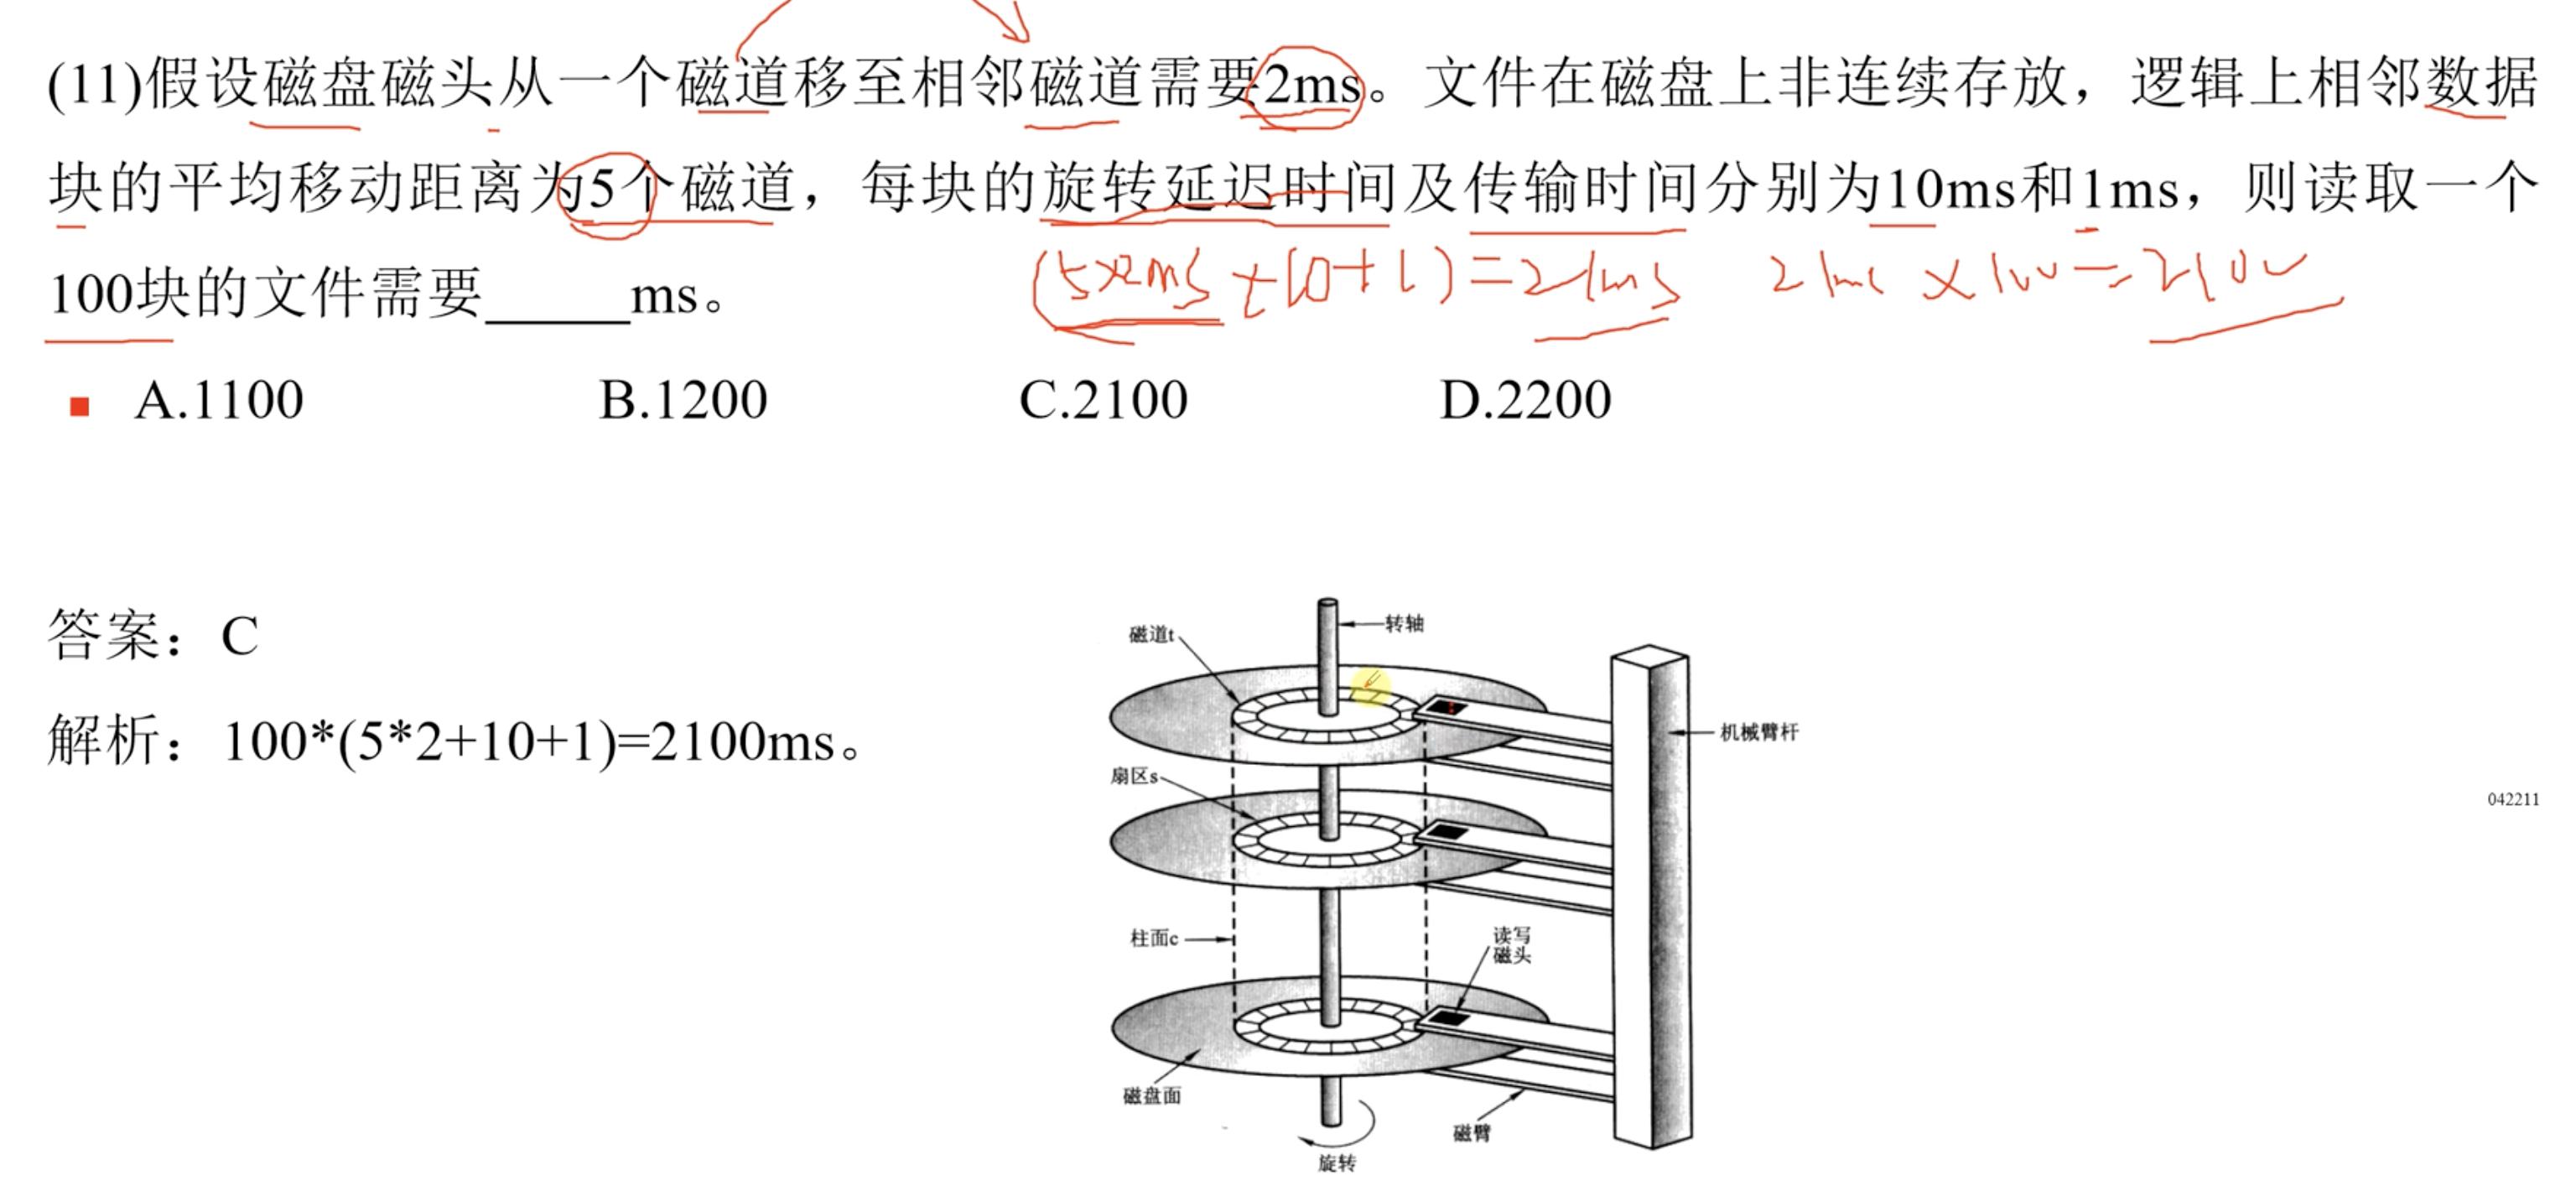 (11)假设磁盘磁头从一个磁道移至相邻磁道需要2ms。文件在磁盘上非连续存放，逻辑上相邻数据
块的平均移动距离为5个磁道，每块的旋转延迟时间及传输时间分别为10ms和1ms，则读取一个
100块的文件需要_____ms。
(5×2ms+10+1)=21ms 21ms×100=2100
A.1100 B.1200 C.2100 D.2200
答案：C
解析：100*(5*2+10+1)=2100ms。
磁道t
转轴
机械臂杆
扇区s
柱面c
读写
磁头
磁盘面
磁臂
旋转
042211